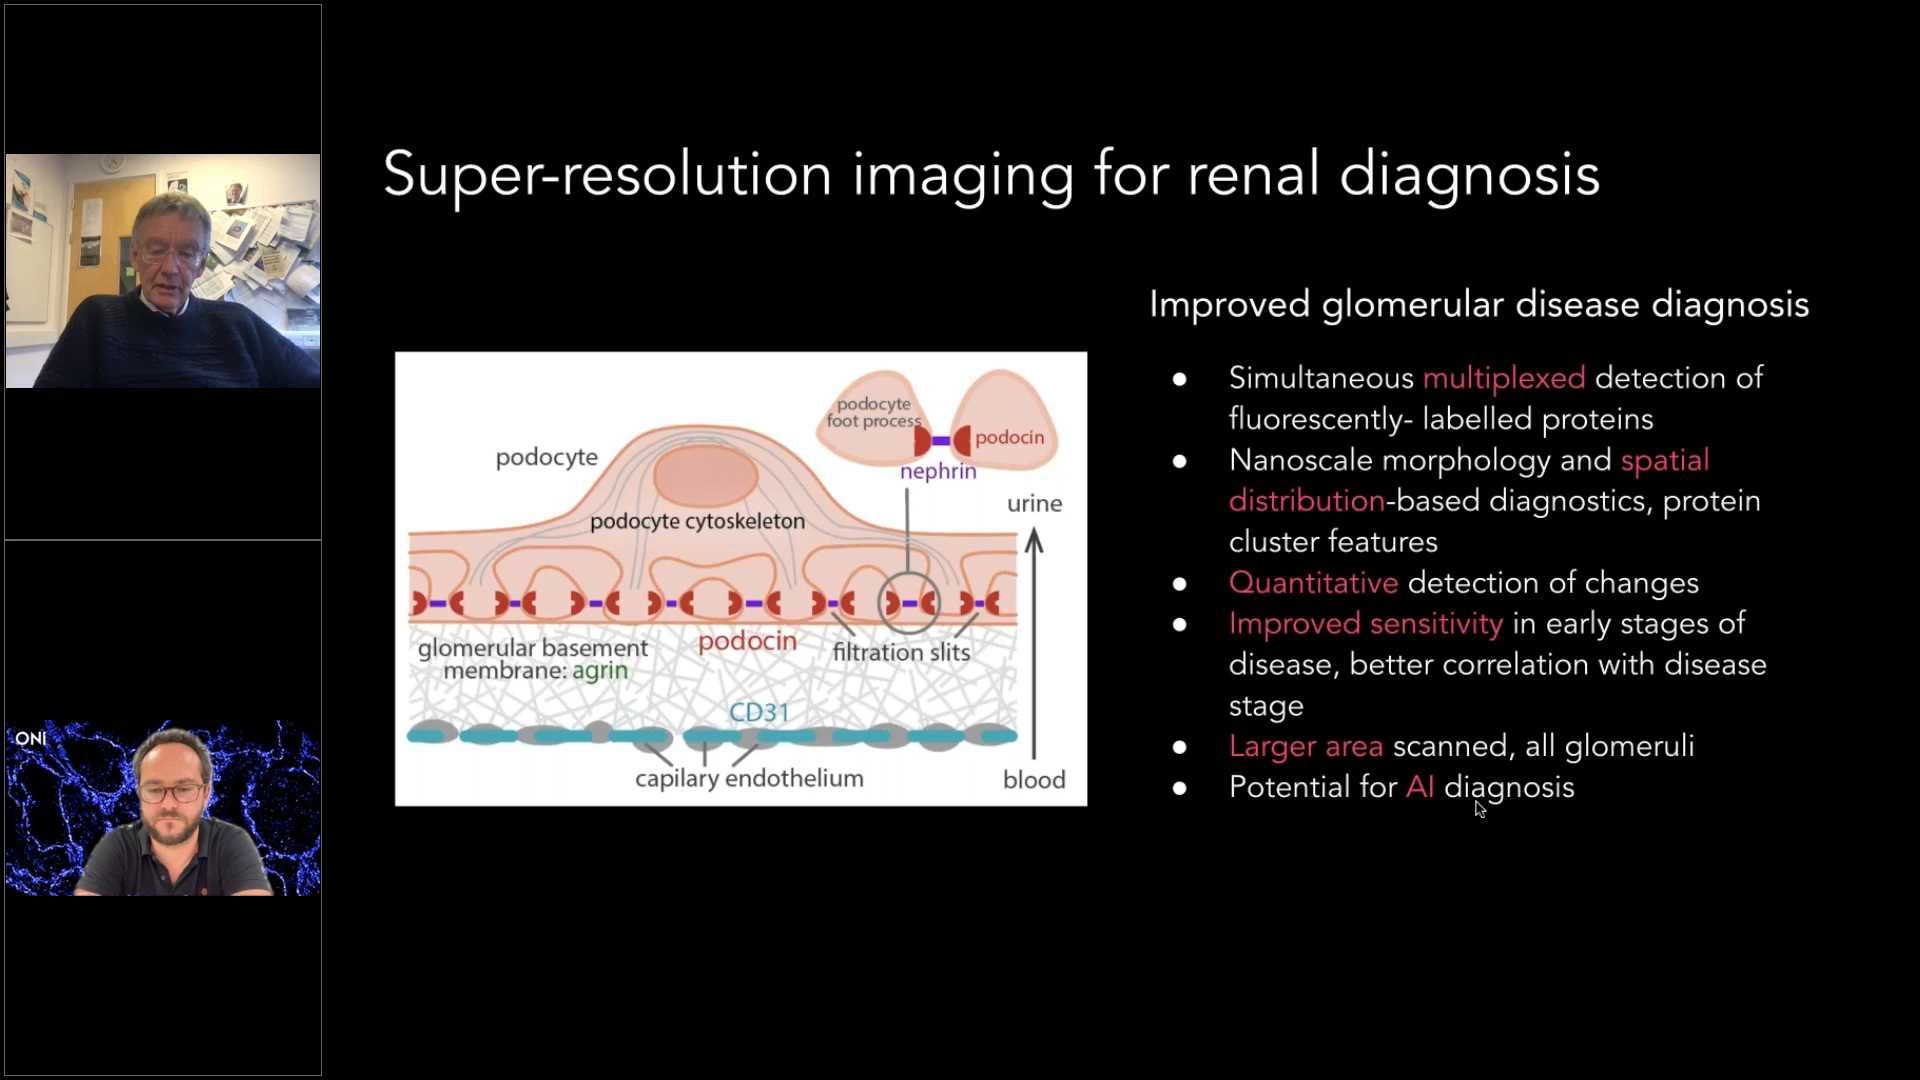 Super-resolution imaging for renal diagnosis
Improved glomerular disease diagnosis
● Simultaneous multiplexed detection of
fluorescently- labelled proteins
● Nanoscale morphology and spatial
distribution-based diagnostics, protein
cluster features
● Quantitative detection of changes
● Improved sensitivity in early stages of
disease, better correlation with disease
stage
● Larger area scanned, all glomeruli
● Potential for AI diagnosis
podocyte
foot process
podocin
nephrin
podocyte
urine
podocyte cytoskeleton
glomerular basement
membrane: agrin
podocin
filtration slits
CD31
capilary endothelium
blood
ONI